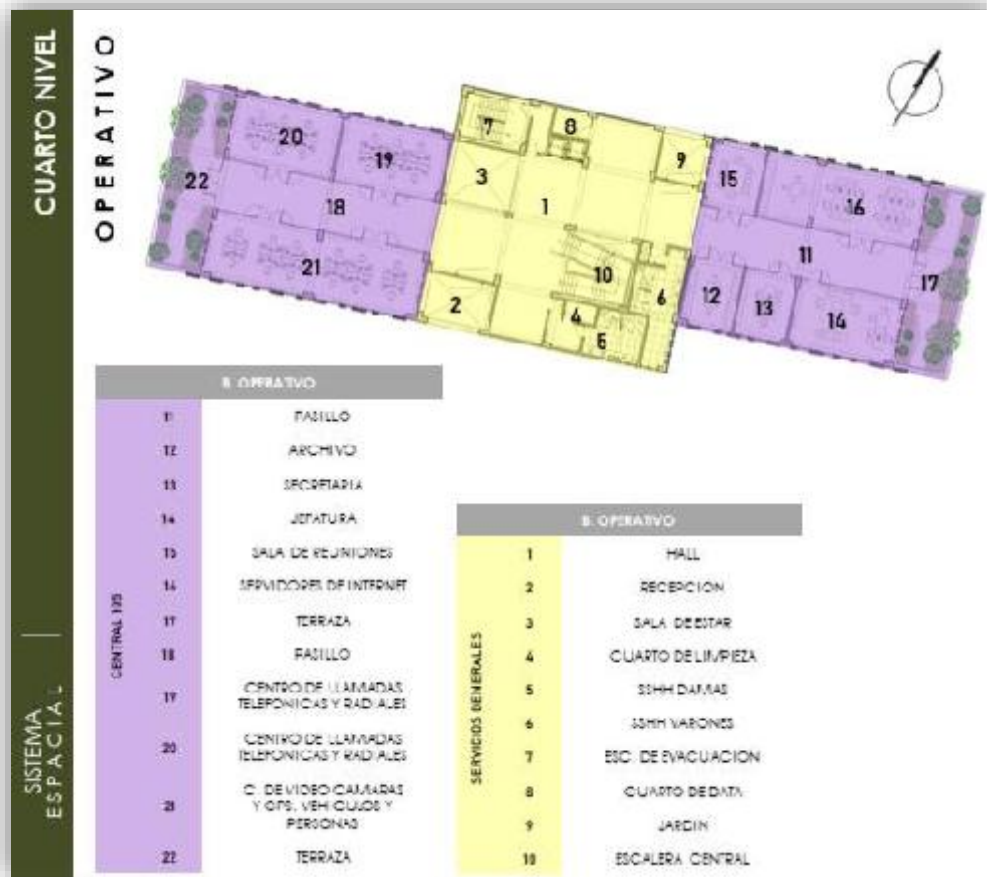 CUARTO NIVEL
SISTEMA
ESPACIAL
OPERATIVO
7
8
9
20
19
3
15
16
22
18
1
11
17
21
10
6
12
13
14
2
4
5
B. OPERATIVO
CENTRAL 105
11 PASILLO
12 ARCHIVO
13 SECRETARIA
14 JEFATURA
15 SALA DE REUNIONES
16 SERVIDORES DE INTERNET
17 TERRAZA
18 PASILLO
19 CENTRO DE LLAMADAS
TELEFONICAS Y RADIALES
20 CENTRO DE LLAMADAS
TELEFONICAS Y RADIALES
21 C. DE VIDEO CAMARAS
Y GPS, VEHICULOS Y
PERSONAS
22 TERRAZA
B. OPERATIVO
SERVICIOS GENERALES
1 HALL
2 RECEPCION
3 SALA DE ESTAR
4 CUARTO DE LIMPIEZA
5 SSHH DAMAS
6 SSHH VARONES
7 ESC. DE EVACUACION
8 CUARTO DE DATA
9 JARDIN
10 ESCALERA CENTRAL